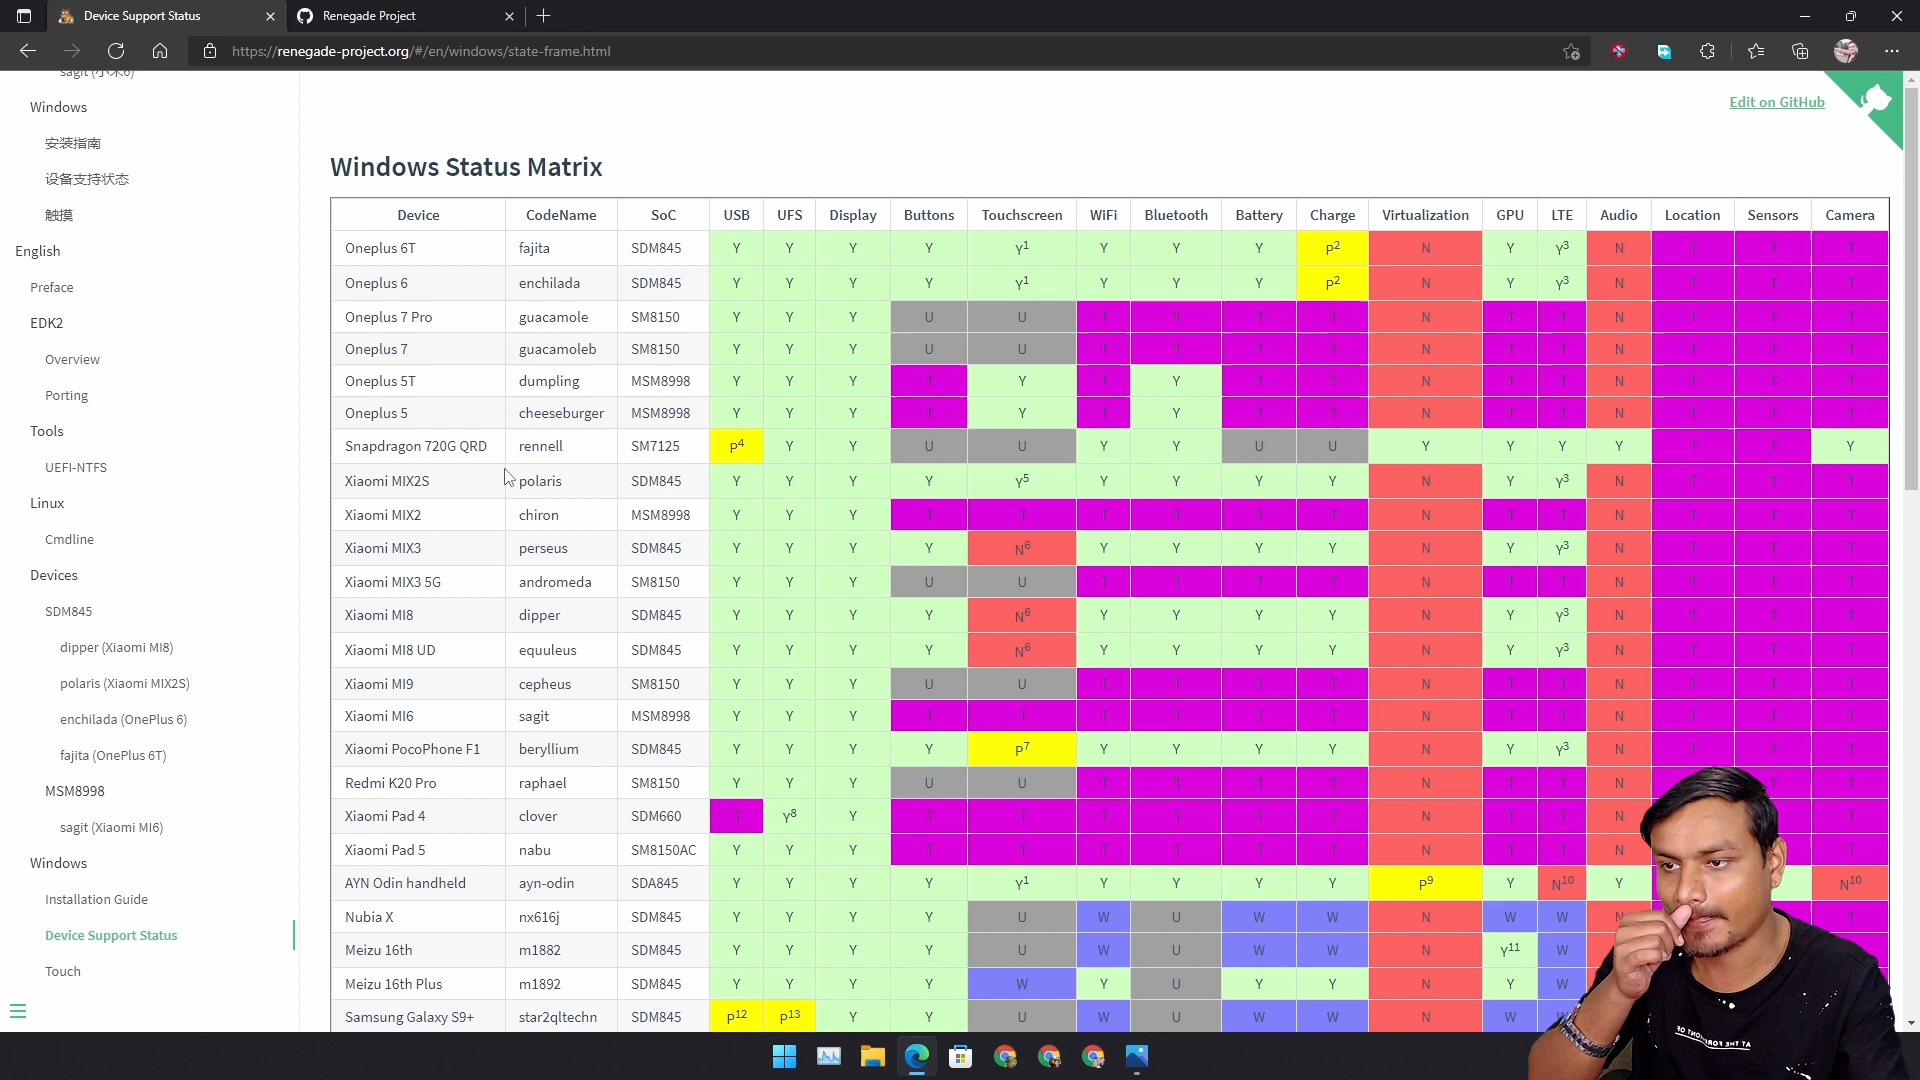 Device Support Status
Renegade Project
https://renegade-project.org/#/en/windows/state-frame.html
sagit (小米6)
Windows
安装指南
设备支持状态
触摸
English
Preface
EDK2
Overview
Porting
Tools
UEFI-NTFS
Linux
Cmdline
Devices
SDM845
dipper (Xiaomi MI8)
polaris (Xiaomi MIX2S)
enchilada (OnePlus 6)
fajita (OnePlus 6T)
MSM8998
sagit (Xiaomi MI6)
Windows
Installation Guide
Device Support Status
Touch
Edit on GitHub
Windows Status Matrix
Device CodeName SoC USB UFS Display Buttons Touchscreen WiFi Bluetooth Battery Charge Virtualization GPU LTE Audio Location Sensors Camera
Oneplus 6T fajita SDM845 Y Y Y Y Y1 Y Y Y P2 N Y Y3 N T T T
Oneplus 6 enchilada SDM845 Y Y Y Y Y1 Y Y Y P2 N Y Y3 N T T T
Oneplus 7 Pro guacamole SM8150 Y Y Y U U T T T T N T T N T T T
Oneplus 7 guacamoleb SM8150 Y Y Y U U T T T T N T T N T T T
Oneplus 5T dumpling MSM8998 Y Y Y T Y T Y T T N T T N T T T
Oneplus 5 cheeseburger MSM8998 Y Y Y T Y T Y T T N T T N T T T
Snapdragon 720G QRD rennell SM7125 P4 Y Y U U Y Y U U Y Y Y Y T T Y
Xiaomi MIX2S polaris SDM845 Y Y Y Y Y5 Y Y Y Y N Y Y3 N T T T
Xiaomi MIX2 chiron MSM8998 Y Y Y T T T T T T N T T N T T T
Xiaomi MIX3 perseus SDM845 Y Y Y Y N6 Y Y Y Y N Y Y3 N T T T
Xiaomi MIX3 5G andromeda SM8150 Y Y Y U U T T T T N T T N T T T
Xiaomi MI8 dipper SDM845 Y Y Y Y N6 Y Y Y Y N Y Y3 N T T T
Xiaomi MI8 UD equuleus SDM845 Y Y Y Y N6 Y Y Y Y N Y Y3 N T T T
Xiaomi MI9 cepheus SM8150 Y Y Y U U T T T T N T T N T T T
Xiaomi MI6 sagit MSM8998 Y Y Y T T T T T T N T T N T T T
Xiaomi PocoPhone F1 beryllium SDM845 Y Y Y Y P7 Y Y Y Y N Y Y3 N T T T
Redmi K20 Pro raphael SM8150 Y Y Y U U T T T T N T T N T T
Xiaomi Pad 4 clover SDM660 T Y8 Y T T T T T T N T T N T
Xiaomi Pad 5 nabu SM8150AC Y Y Y T T T T T T N T T N T
AYN Odin handheld ayn-odin SDA845 Y Y Y Y Y1 Y Y Y Y P9 Y N10 Y N10
Nubia X nx616j SDM845 Y Y Y Y U W U W W N W W N T
Meizu 16th m1882 SDM845 Y Y Y Y U W U W W N Y11 W
Meizu 16th Plus m1892 SDM845 Y Y Y Y W Y U Y Y N Y W
Samsung Galaxy S9+ star2qltechn SDM845 P12 P13 Y Y U W U W W N W W